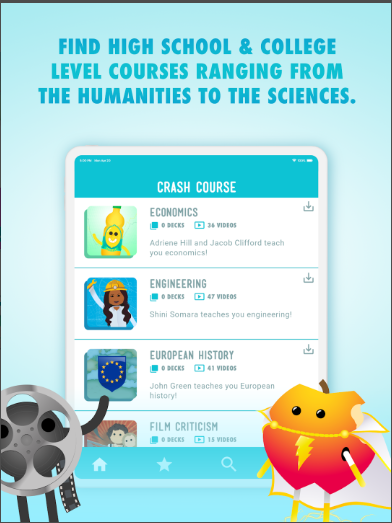 FIND HIGH SCHOOL & COLLEGE
LEVEL COURSES RANGING FROM
THE HUMANITIES TO THE SCIENCES.
CRASH COURSE
ECONOMICS
0 DECKS 36 VIDEOS
Adriene Hill and Jacob Clifford teach
you economics!
ENGINEERING
0 DECKS 47 VIDEOS
Shini Somara teaches you engineering!
EUROPEAN HISTORY
0 DECKS 41 VIDEOS
John Green teaches you European
history!
FILM CRITICISM
0 DECKS 15 VIDEOS